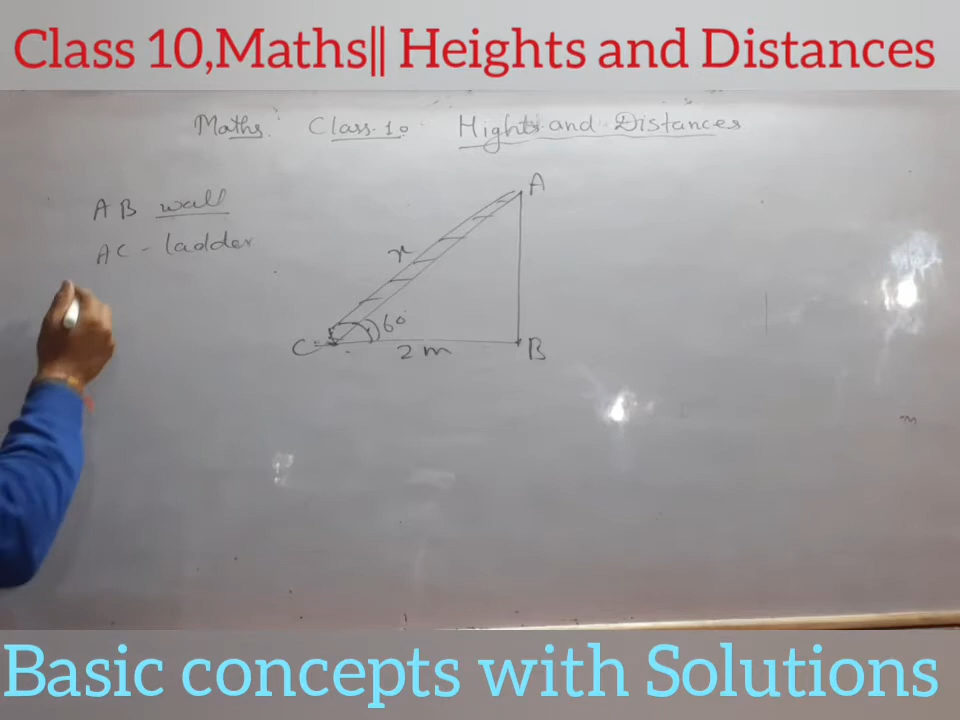 Class 10,Maths|| Heights and Distances
Maths. Class.10 Hights and Distances
AB wall
AC - ladder
A
x
60°
C
2 m
B
m
Basic concepts with Solutions